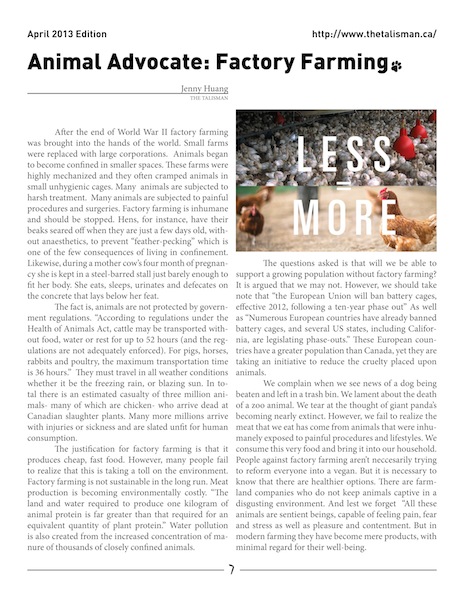 April 2013 Edition
http://www.thetalisman.ca/
Animal Advocate: Factory Farming
Jenny Huang
THE TALISMAN
After the end of World War II factory farming
was brought into the hands of the world. Small farms
were replaced with large corporations.  Animals began
to become confined in smaller spaces. These farms were
highly mechanized and they often cramped animals in
small unhygienic cages. Many  animals are subjected to
harsh treatment.  Many animals are subjected to painful
procedures and surgeries. Factory farming is inhumane
and should be stopped. Hens, for instance, have their
beaks seared off when they are just a few days old, with-
out anaesthetics, to prevent “feather-pecking” which is
one of the few consequences of living in confinement.
Likewise, during a mother cow’s four month of pregnan-
cy she is kept in a steel-barred stall just barely enough to
fit her body. She eats, sleeps, urinates and defecates on
the concrete that lays below her feat.
The fact is, animals are not protected by govern-
ment regulations. “According to regulations under the
Health of Animals Act, cattle may be transported with-
out food, water or rest for up to 52 hours (and the reg-
ulations are not adequately enforced). For pigs, horses,
rabbits and poultry, the maximum transportation time
is 36 hours.”  They must travel in all weather conditions
whether it be the freezing rain, or blazing sun. In to-
tal there is an estimated casualty of three million ani-
mals- many of which are chicken- who arrive dead at
Canadian slaughter plants. Many more millions arrive
with injuries or sickness and are slated unfit for human
consumption.
The justification for factory farming is that it
produces cheap, fast food. However, many people fail
to realize that this is taking a toll on the environment.
Factory farming is not sustainable in the long run. Meat
production is becoming environmentally costly. “The
land and water required to produce one kilogram of
animal protein is far greater than that required for an
equivalent quantity of plant protein.” Water pollution
is also created from the increased concentration of ma-
nure of thousands of closely confined animals.
LESS
=
MORE
The questions asked is that will we be able to
support a growing population without factory farming?
It is argued that we may not. However, we should take
note that “the European Union will ban battery cages,
effective 2012, following a ten-year phase out” As well
as “Numerous European countries have already banned
battery cages, and several US states, including Califor-
nia, are legislating phase-outs.” These European coun-
tries have a greater population than Canada, yet they are
taking an initiative to reduce the cruelty placed upon
animals.
We complain when we see news of a dog being
beaten and left in a trash bin. We lament about the death
of a zoo animal. We tear at the thought of giant panda’s
becoming nearly extinct. However, we fail to realize the
meat that we eat has come from animals that were inhu-
manely exposed to painful procedures and lifestyles. We
consume this very food and bring it into our household.
People against factory farming aren’t neccesarily trying
to reform everyone into a vegan. But it is necessary to
know that there are healthier options. There are farm-
land companies who do not keep animals captive in a
disgusting environment. And lest we forget  “All these
animals are sentient beings, capable of feeling pain, fear
and stress as well as pleasure and contentment. But in
modern farming they have become mere products, with
minimal regard for their well-being.
7